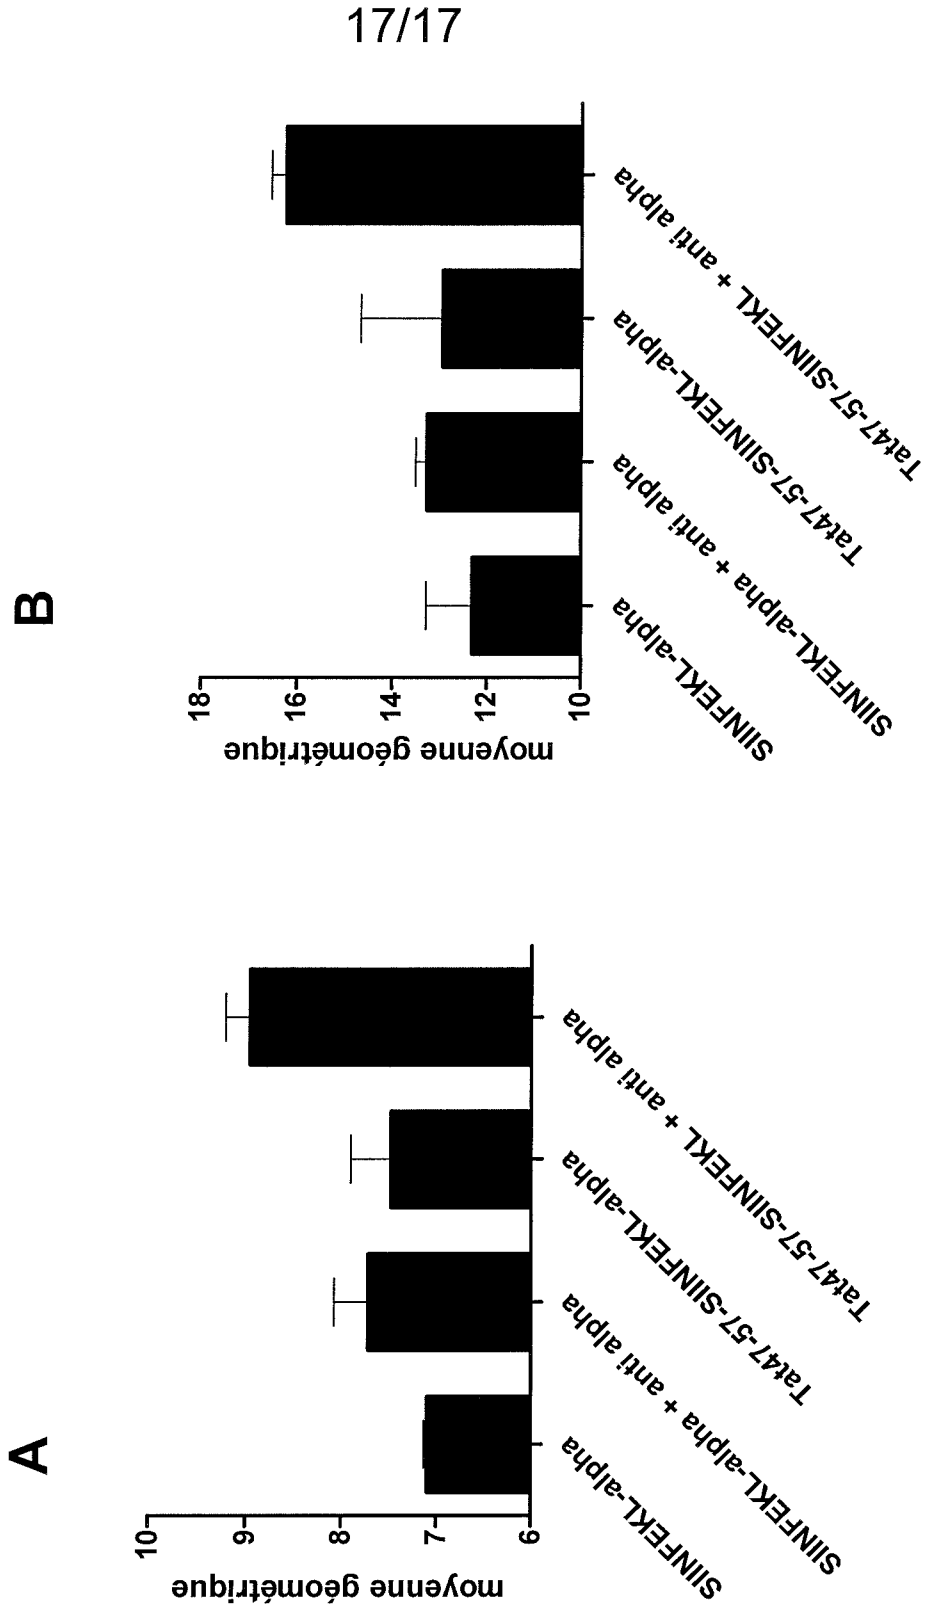 17/17
A
moyenne géométrique
10
9
8
7
6
SIINFEKL-alpha
SIINFEKL-alpha + anti alpha
Tat47-57-SIINFEKL-alpha
Tat47-57-SIINFEKL + anti alpha
B
moyenne géométrique
18
16
14
12
10
SIINFEKL-alpha
SIINFEKL-alpha + anti alpha
Tat47-57-SIINFEKL-alpha
Tat47-57-SIINFEKL + anti alpha